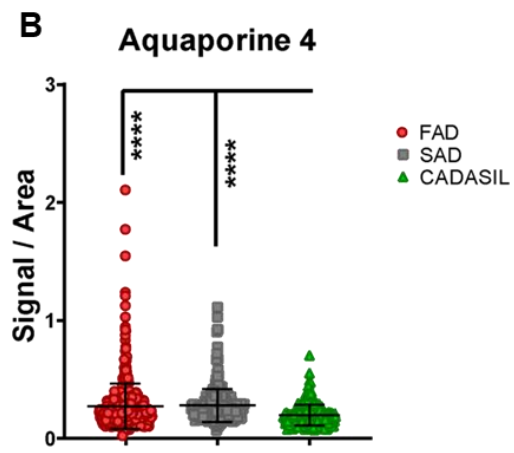 B
Aquaporine 4
3
2
1
0
Signal / Area
****
****
FAD
SAD
CADASIL